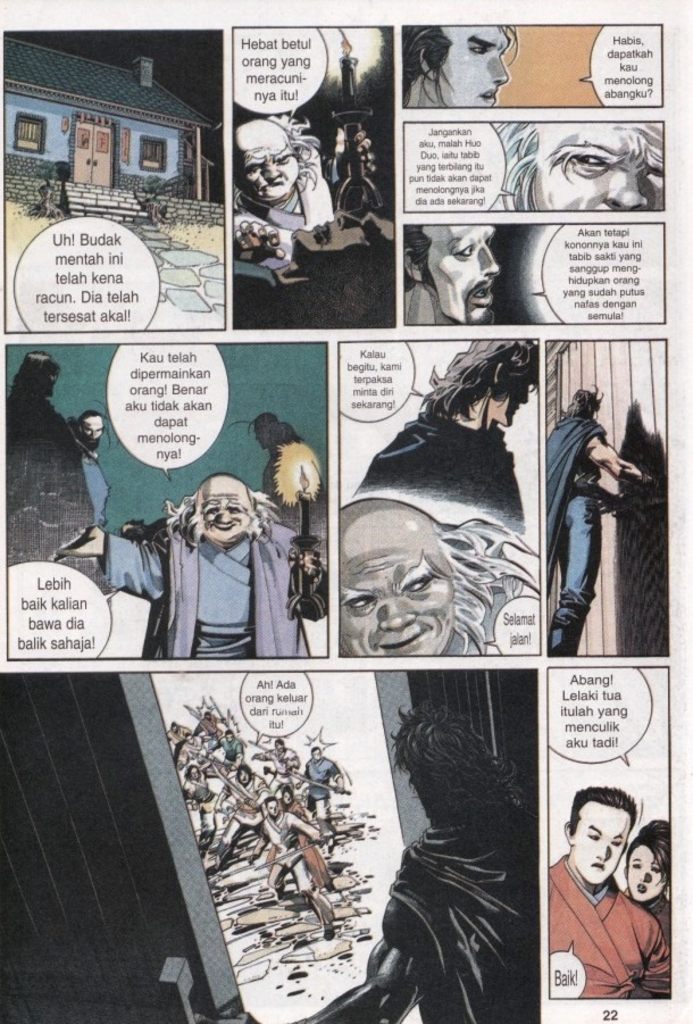 Uh! Budak
mentah ini
telah kena
racun. Dia telah
tersesat akal!
Hebat betul
orang yang
meracuni-
nya itu!
Habis,
dapatkah
kau
menolong
abangku?
Jangankan
aku, malah Huo
Duo, iaitu tabib
yang terbilang itu
pun tidak akan dapat
menolongnya jika
dia ada sekarang!
Akan tetapi
kononnya kau ini
tabib sakti yang
sanggup meng-
hidupkan orang
yang sudah putus
nafas dengan
semula!
Kau telah
dipermainkan
orang! Benar
aku tidak akan
dapat
menolong-
nya!
Lebih
baik kalian
bawa dia
balik sahaja!
Kalau
begitu, kami
terpaksa
minta diri
sekarang!
Selamat
jalan!
Ah! Ada
orang keluar
dari rumah
itu!
Abang!
Lelaki tua
itulah yang
menculik
aku tadi!
Baik!
22